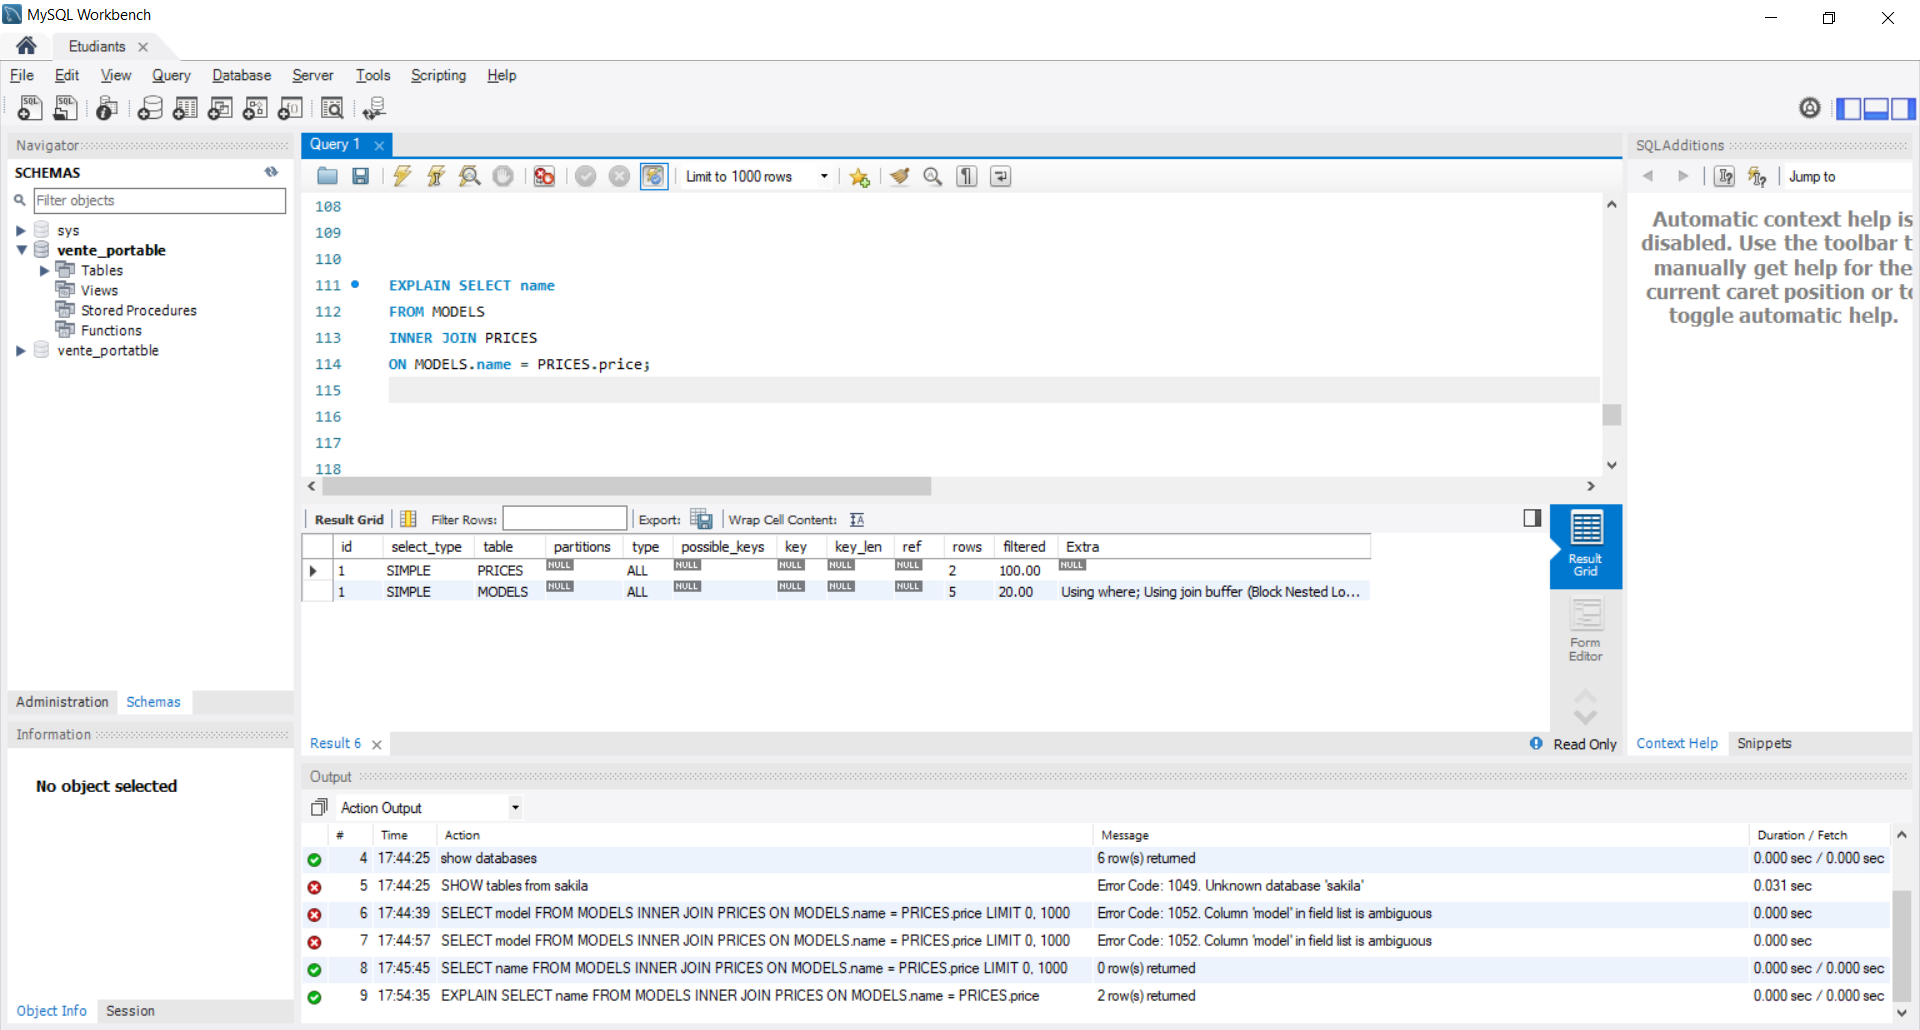 MySQL Workbench
Etudiants
File Edit View Query Database Server Tools Scripting Help
Navigator
SCHEMAS
Filter objects
sys
vente_portable
Tables
Views
Stored Procedures
Functions
vente_portatble
Administration Schemas
Information
No object selected
Object Info Session
Query 1
Limit to 1000 rows
108
109
110
111 EXPLAIN SELECT name
112 FROM MODELS
113 INNER JOIN PRICES
114 ON MODELS.name = PRICES.price;
115
116
117
118
Result Grid Filter Rows: Export: Wrap Cell Content:
id select_type table partitions type possible_keys key key_len ref rows filtered Extra
1 SIMPLE PRICES NULL ALL NULL NULL NULL NULL 2 100.00 NULL
1 SIMPLE MODELS NULL ALL NULL NULL NULL NULL 5 20.00 Using where; Using join buffer (Block Nested Lo...
Result Grid
Form Editor
Result 6
Read Only
SQLAdditions
Jump to
Automatic context help is
disabled. Use the toolbar t
manually get help for the
current caret position or to
toggle automatic help.
Context Help Snippets
Output
Action Output
# Time Action Message Duration / Fetch
4 17:44:25 show databases 6 row(s) returned 0.000 sec / 0.000 sec
5 17:44:25 SHOW tables from sakila Error Code: 1049. Unknown database 'sakila' 0.031 sec
6 17:44:39 SELECT model FROM MODELS INNER JOIN PRICES ON MODELS.name = PRICES.price LIMIT 0, 1000 Error Code: 1052. Column 'model' in field list is ambiguous 0.000 sec
7 17:44:57 SELECT model FROM MODELS INNER JOIN PRICES ON MODELS.name = PRICES.price LIMIT 0, 1000 Error Code: 1052. Column 'model' in field list is ambiguous 0.000 sec
8 17:45:45 SELECT name FROM MODELS INNER JOIN PRICES ON MODELS.name = PRICES.price LIMIT 0, 1000 0 row(s) returned 0.000 sec / 0.000 sec
9 17:54:35 EXPLAIN SELECT name FROM MODELS INNER JOIN PRICES ON MODELS.name = PRICES.price 2 row(s) returned 0.000 sec / 0.000 sec